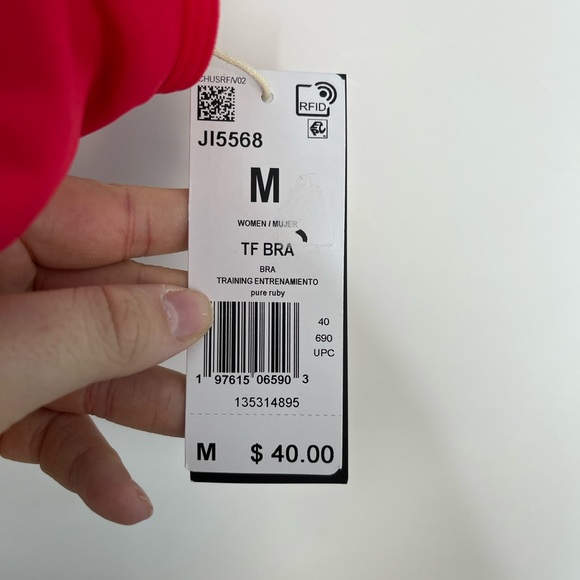 CHUSRF/V02
RFID
JI5568
M
WOMEN / MUJER
TF BRA
BRA
TRAINING ENTRENAMIENTO
pure ruby
40
690
UPC
1 97615 06590 3
135314895
M $ 40.00